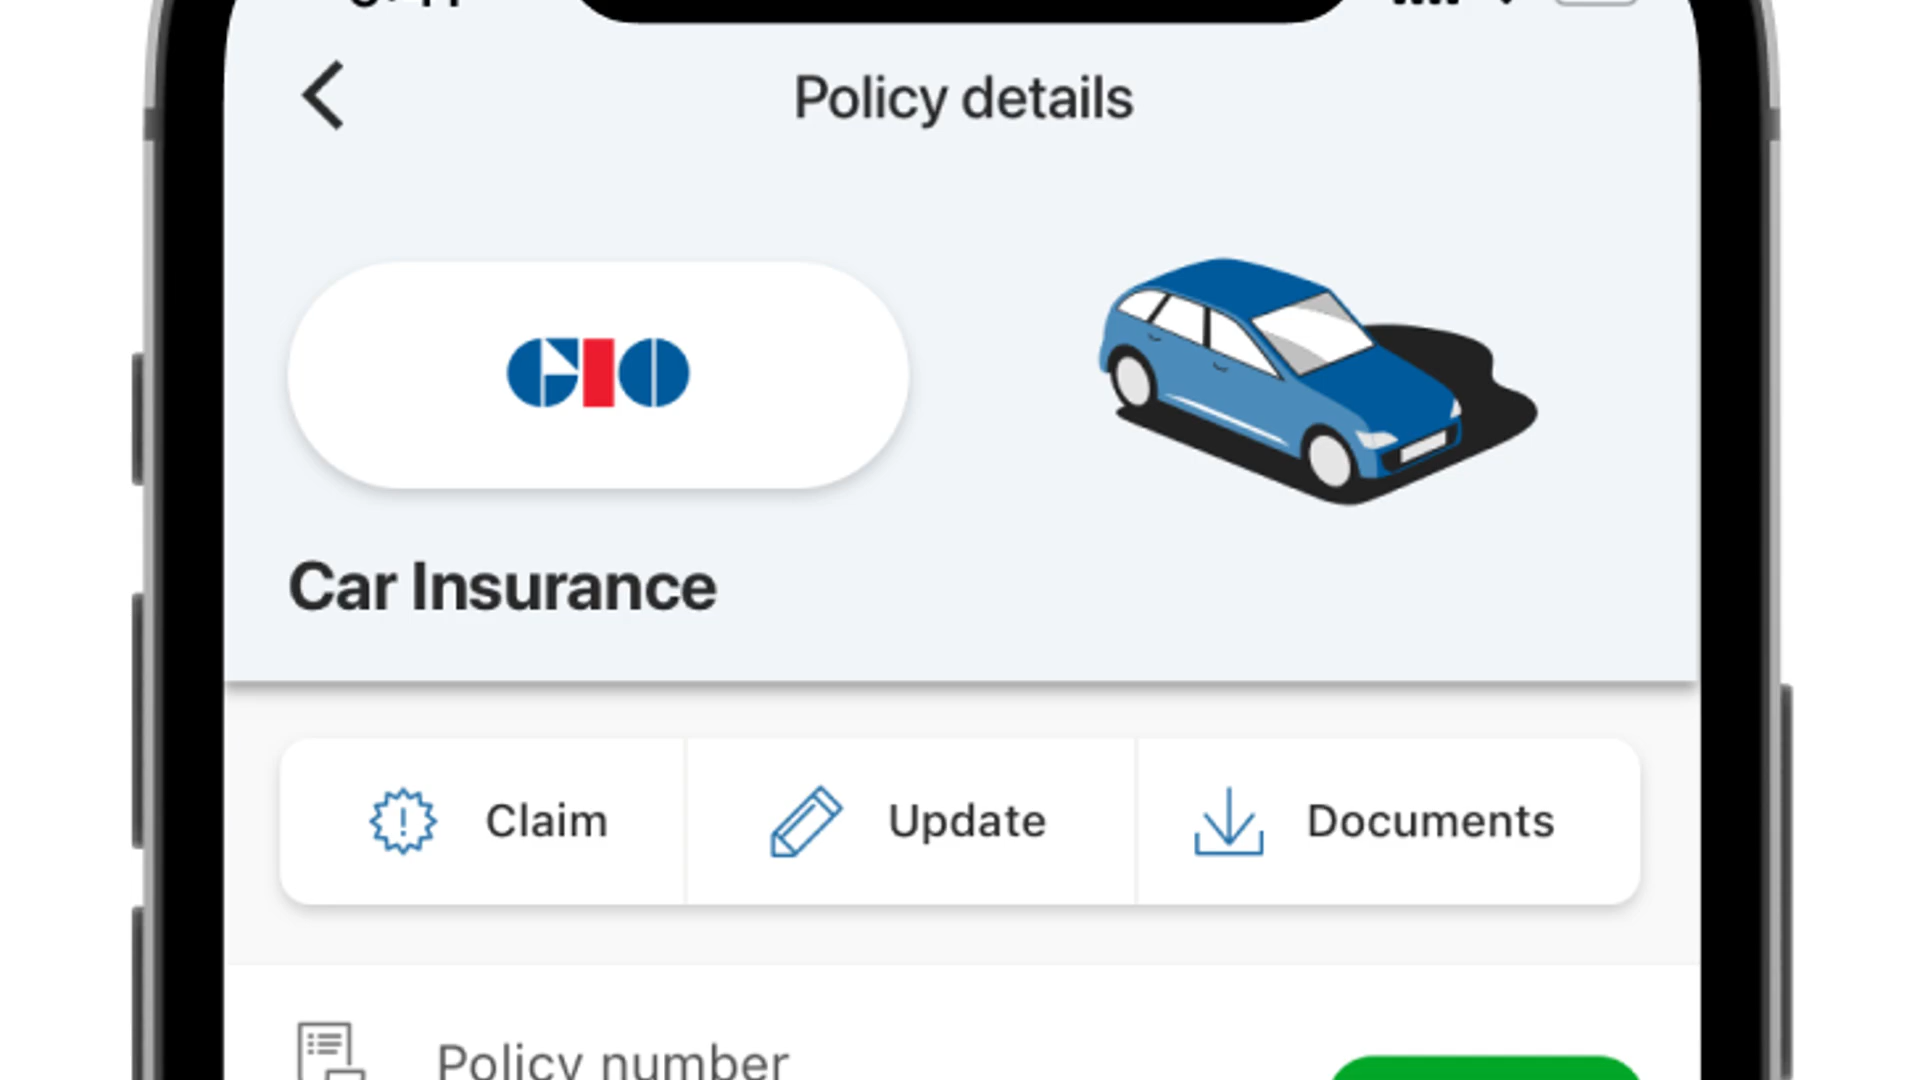 Policy details
GIO
Car Insurance
Claim
Update
Documents
Policy number